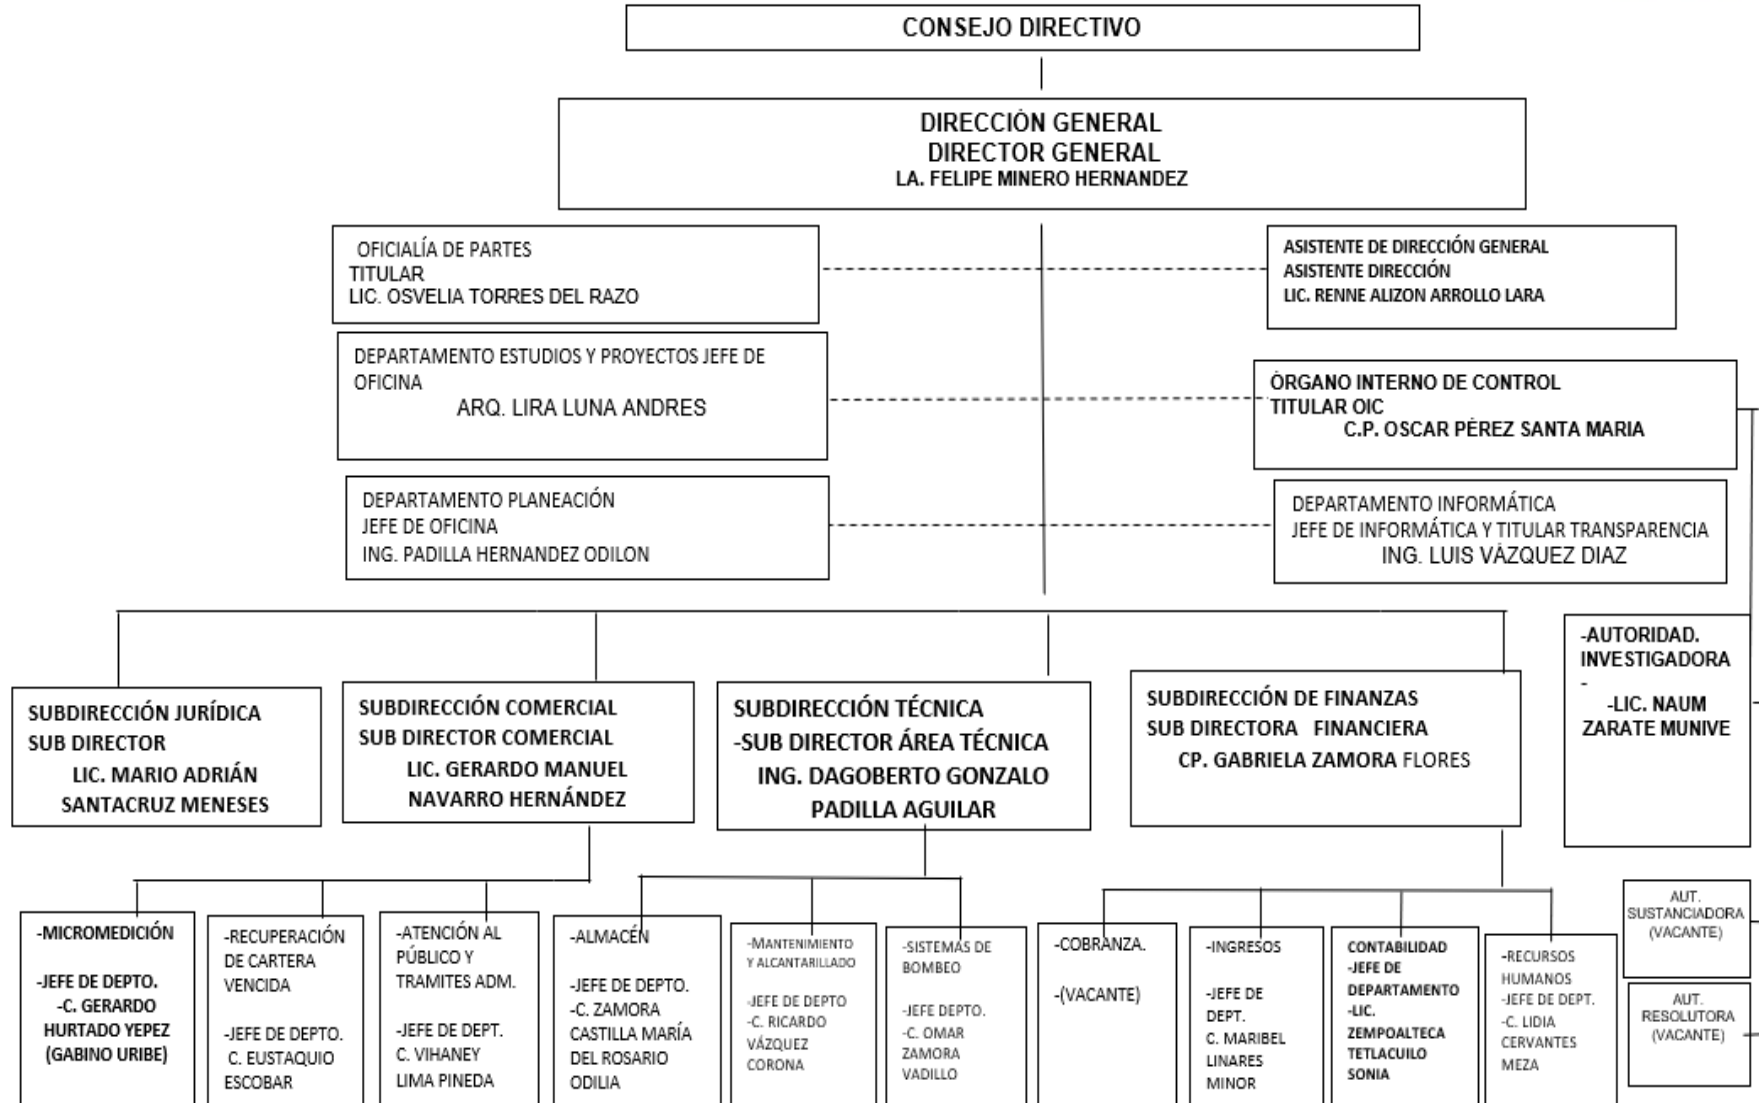 CONSEJO DIRECTIVO
DIRECCIÓN GENERAL
DIRECTOR GENERAL
LA. FELIPE MINERO HERNANDEZ
OFICIALÍA DE PARTES
TITULAR
LIC. OSVELIA TORRES DEL RAZO
ASISTENTE DE DIRECCIÓN GENERAL
ASISTENTE DIRECCIÓN
LIC. RENNE ALIZON ARROLLO LARA
DEPARTAMENTO ESTUDIOS Y PROYECTOS JEFE DE
OFICINA
ARQ. LIRA LUNA ANDRES
ÓRGANO INTERNO DE CONTROL
TITULAR OIC
C.P. OSCAR PÉREZ SANTA MARIA
DEPARTAMENTO PLANEACIÓN
JEFE DE OFICINA
ING. PADILLA HERNANDEZ ODILON
DEPARTAMENTO INFORMÁTICA
JEFE DE INFORMÁTICA Y TITULAR TRANSPARENCIA
ING. LUIS VÁZQUEZ DIAZ
SUBDIRECCIÓN JURÍDICA
SUB DIRECTOR
LIC. MARIO ADRIÁN
SANTACRUZ MENESES
SUBDIRECCIÓN COMERCIAL
SUB DIRECTOR COMERCIAL
LIC. GERARDO MANUEL
NAVARRO HERNÁNDEZ
SUBDIRECCIÓN TÉCNICA
-SUB DIRECTOR ÁREA TÉCNICA
ING. DAGOBERTO GONZALO
PADILLA AGUILAR
SUBDIRECCIÓN DE FINANZAS
SUB DIRECTORA FINANCIERA
CP. GABRIELA ZAMORA FLORES
-AUTORIDAD.
INVESTIGADORA
-
-LIC. NAUM
ZARATE MUNIVE
-MICROMEDICIÓN
-JEFE DE DEPTO.
-C. GERARDO
HURTADO YEPEZ
(GABINO URIBE)
-RECUPERACIÓN
DE CARTERA
VENCIDA
-JEFE DE DEPTO.
C. EUSTAQUIO
ESCOBAR
-ATENCIÓN AL
PÚBLICO Y
TRAMITES ADM.
-JEFE DE DEPT.
C. VIHANEY
LIMA PINEDA
-ALMACÉN
-JEFE DE DEPTO.
-C. ZAMORA
CASTILLA MARÍA
DEL ROSARIO
ODILIA
-MANTENIMIENTO
Y ALCANTARILLADO
-JEFE DE DEPTO
-C. RICARDO
VÁZQUEZ
CORONA
-SISTEMAS DE
BOMBEO
-JEFE DEPTO.
-C. OMAR
ZAMORA
VADILLO
-COBRANZA.
-(VACANTE)
-INGRESOS
-JEFE DE
DEPT.
C. MARIBEL
LINARES
MINOR
CONTABILIDAD
-JEFE DE
DEPARTAMENTO
-LIC.
ZEMPOALTECA
TETLACUILO
SONIA
-RECURSOS
HUMANOS
-JEFE DE DEPT.
-C. LIDIA
CERVANTES
MEZA
AUT.
SUSTANCIADORA
(VACANTE)
AUT.
RESOLUTORA
(VACANTE)